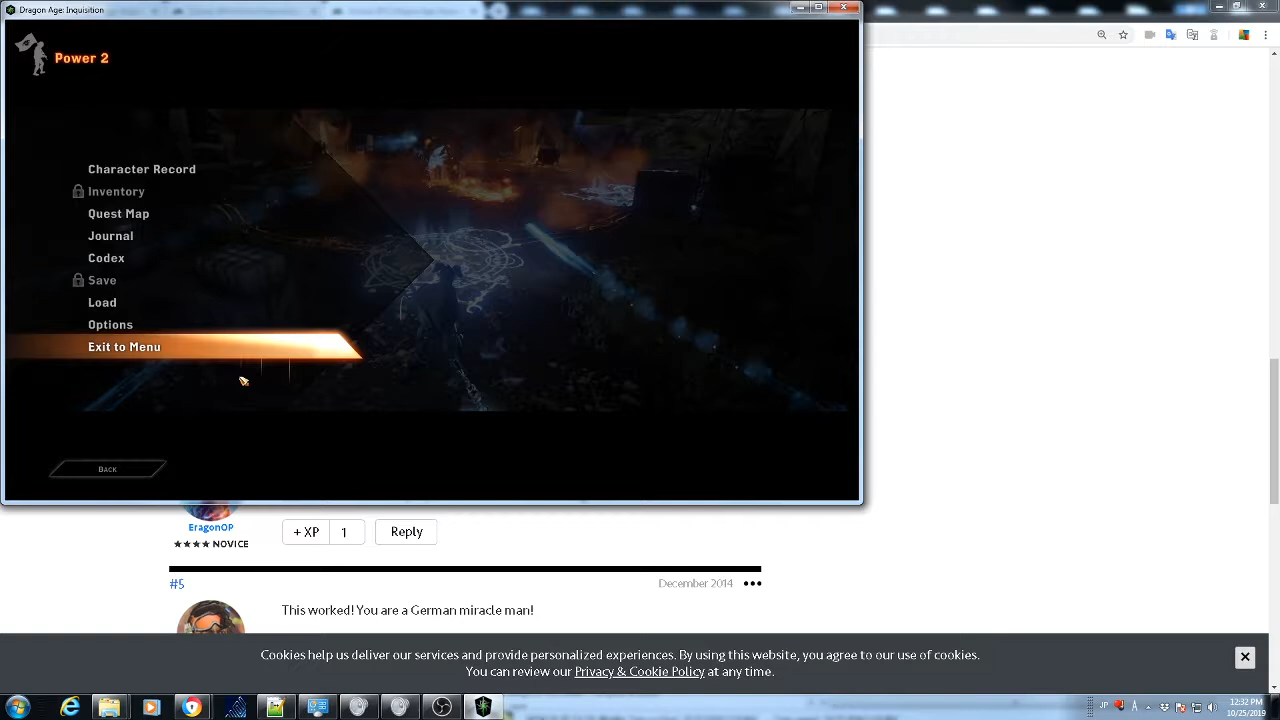 Dragon Age: Inquisition
Power 2
Character Record
Inventory
Quest Map
Journal
Codex
Save
Load
Options
Exit to Menu
BACK
EragonOP
★★★★ NOVICE
+ XP 1 Reply
#5 December 2014 •••
This worked! You are a German miracle man!
Cookies help us deliver our services and provide personalized experiences. By using this website, you agree to our use of cookies.
You can review our Privacy & Cookie Policy at any time.
JP A
12:32 PM
10/25/2019